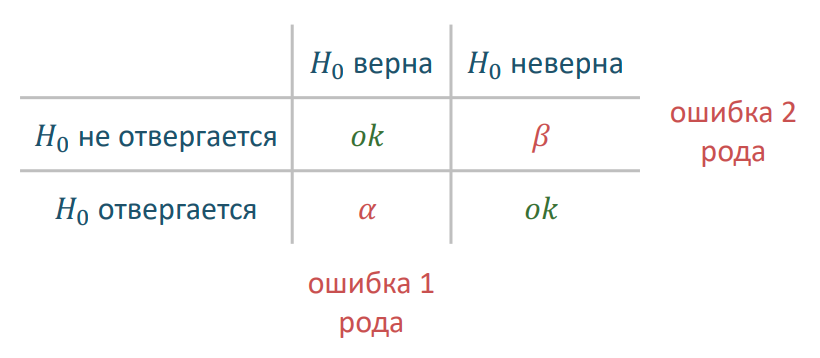 H₀ верна H₀ неверна
H₀ не отвергается ok β
ошибка 2
рода
H₀ отвергается α ok
ошибка 1
рода